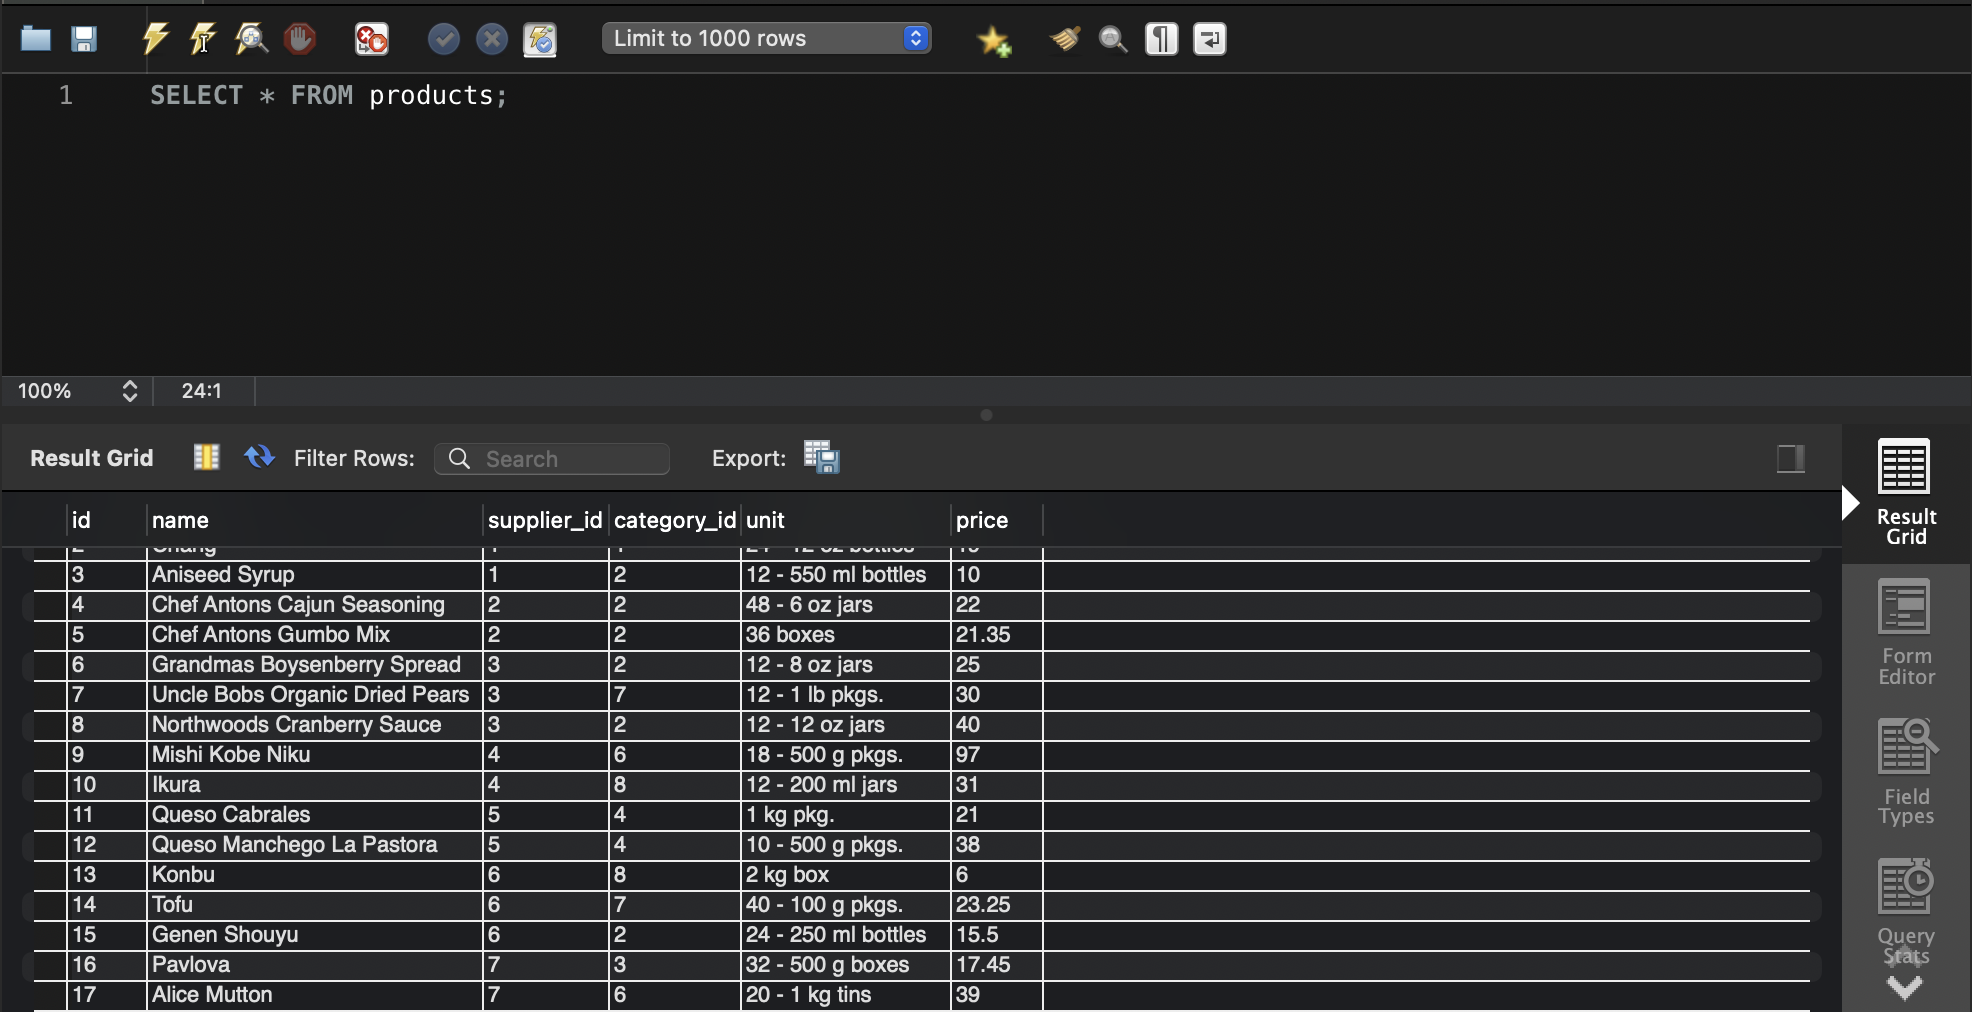 Limit to 1000 rows
1 SELECT * FROM products;
100% 24:1
Result Grid Filter Rows: Search Export:
id name supplier_id category_id unit price
2 Chang 1 1 24 - 12 oz bottles 19
3 Aniseed Syrup 1 2 12 - 550 ml bottles 10
4 Chef Antons Cajun Seasoning 2 2 48 - 6 oz jars 22
5 Chef Antons Gumbo Mix 2 2 36 boxes 21.35
6 Grandmas Boysenberry Spread 3 2 12 - 8 oz jars 25
7 Uncle Bobs Organic Dried Pears 3 7 12 - 1 lb pkgs. 30
8 Northwoods Cranberry Sauce 3 2 12 - 12 oz jars 40
9 Mishi Kobe Niku 4 6 18 - 500 g pkgs. 97
10 Ikura 4 8 12 - 200 ml jars 31
11 Queso Cabrales 5 4 1 kg pkg. 21
12 Queso Manchego La Pastora 5 4 10 - 500 g pkgs. 38
13 Konbu 6 8 2 kg box 6
14 Tofu 6 7 40 - 100 g pkgs. 23.25
15 Genen Shouyu 6 2 24 - 250 ml bottles 15.5
16 Pavlova 7 3 32 - 500 g boxes 17.45
17 Alice Mutton 7 6 20 - 1 kg tins 39
Result
Grid
Form
Editor
Field
Types
Query
Stats